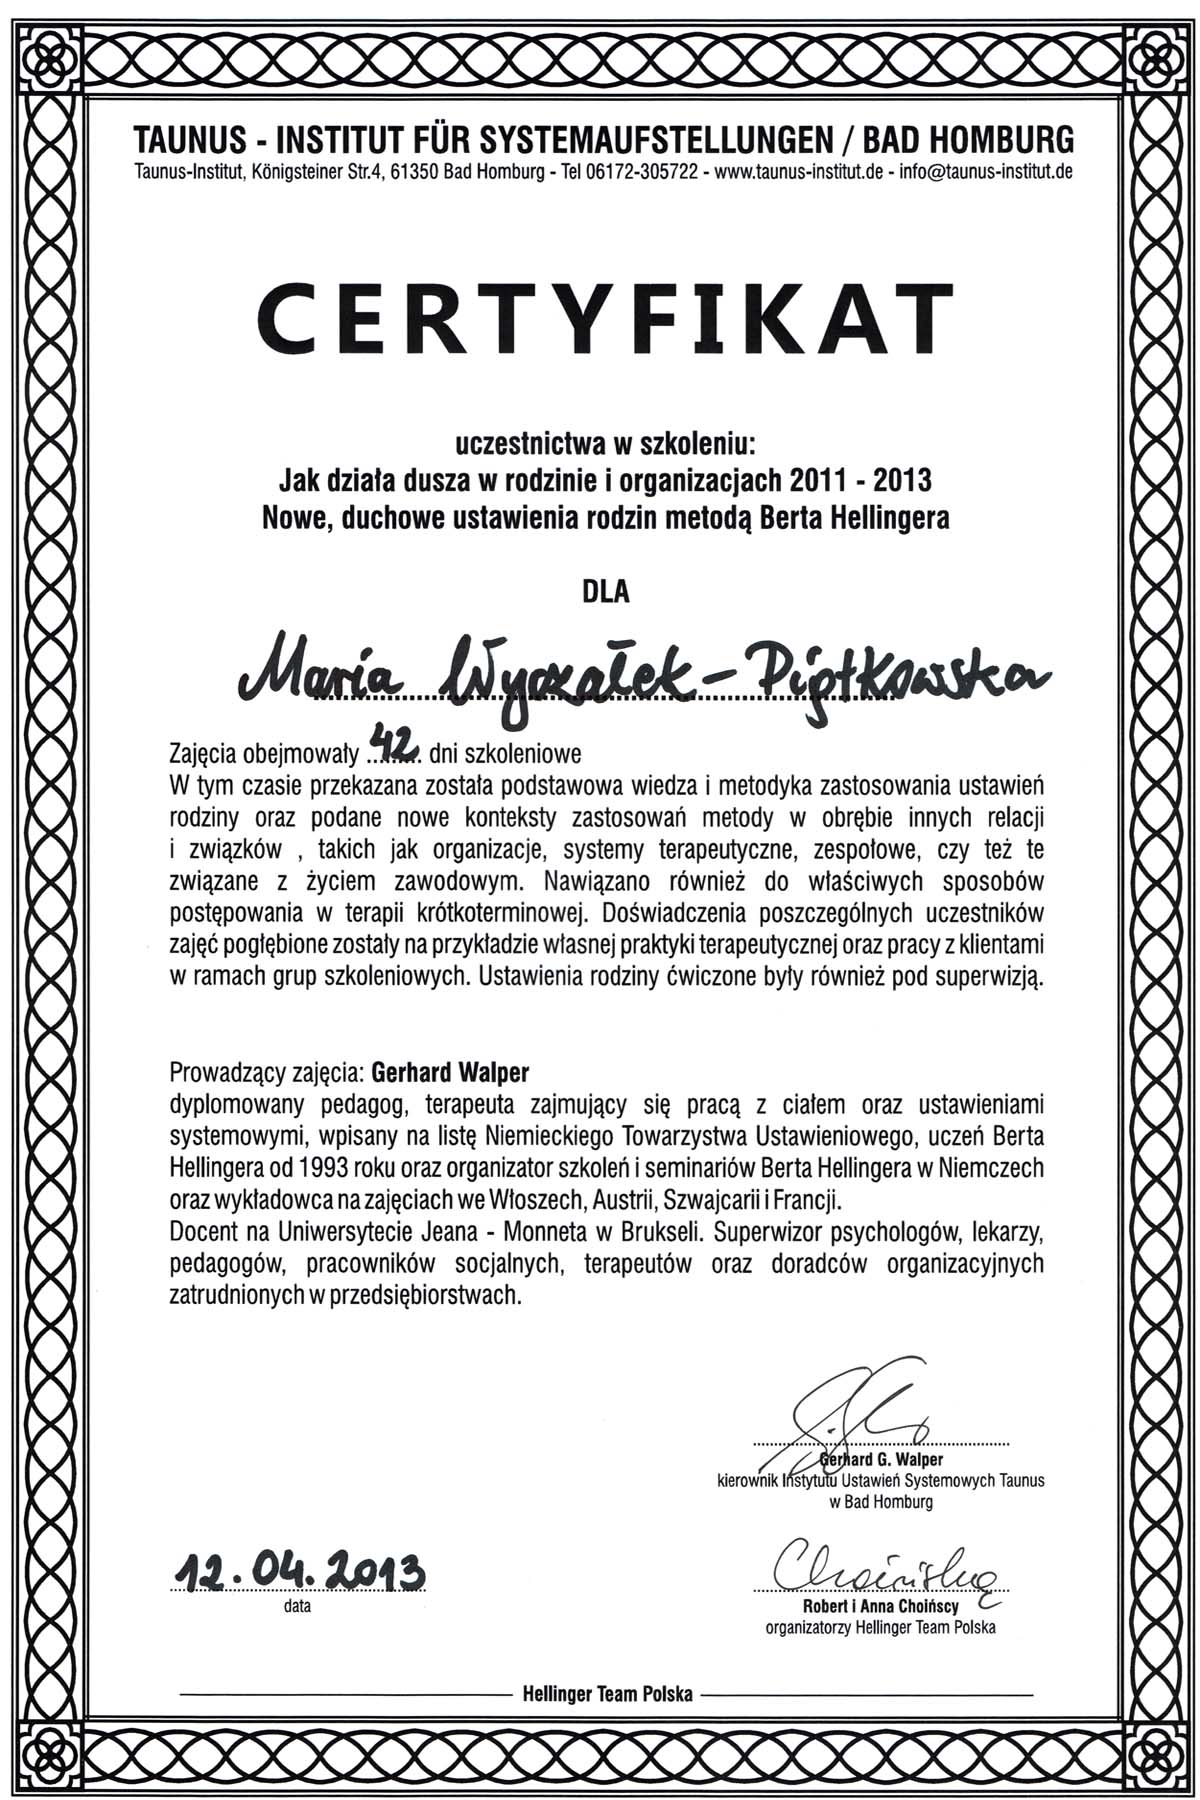 TAUNUS - INSTITUT FÜR SYSTEMAUFSTELLUNGEN / BAD HOMBURG
Taunus-Institut, Königsteiner Str.4, 61350 Bad Homburg - Tel 06172-305722 - www.taunus-institut.de - info@taunus-institut.de
CERTYFIKAT
uczestnictwa w szkoleniu:
Jak działa dusza w rodzinie i organizacjach 2011 - 2013
Nowe, duchowe ustawienia rodzin metodą Berta Hellingera
DLA
Maria Wyczałek - Piątkowska
Zajęcia obejmowały 42 dni szkoleniowe
W tym czasie przekazana została podstawowa wiedza i metodyka zastosowania ustawień
rodziny oraz podane nowe konteksty zastosowań metody w obrębie innych relacji
i związków , takich jak organizacje, systemy terapeutyczne, zespołowe, czy też te
związane z życiem zawodowym. Nawiązano również do właściwych sposobów
postępowania w terapii krótkoterminowej. Doświadczenia poszczególnych uczestników
zajęć pogłębione zostały na przykładzie własnej praktyki terapeutycznej oraz pracy z klientami
w ramach grup szkoleniowych. Ustawienia rodziny ćwiczone były również pod superwizją.
Prowadzący zajęcia: Gerhard Walper
dyplomowany pedagog, terapeuta zajmujący się pracą z ciałem oraz ustawieniami
systemowymi, wpisany na listę Niemieckiego Towarzystwa Ustawieniowego, uczeń Berta
Hellingera od 1993 roku oraz organizator szkoleń i seminariów Berta Hellingera w Niemczech
oraz wykładowca na zajęciach we Włoszech, Austrii, Szwajcarii i Francji.
Docent na Uniwersytecie Jeana - Monneta w Brukseli. Superwizor psychologów, lekarzy,
pedagogów, pracowników socjalnych, terapeutów oraz doradców organizacyjnych
zatrudnionych w przedsiębiorstwach.
Gerhard G. Walper
kierownik Instytutu Ustawień Systemowych Taunus
w Bad Homburg
12.04.2013
data
Robert i Anna Choińscy
organizatorzy Hellinger Team Polska
Hellinger Team Polska